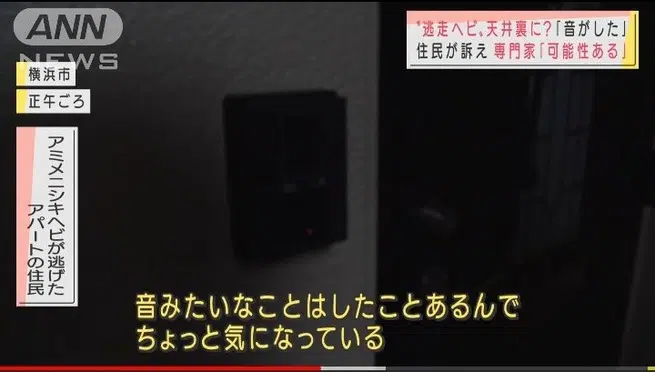 ANN
NEWS
横浜市
正午ごろ
"逃走ヘビ"天井裏に?「音がした」
住民が訴え 専門家「可能性ある」
アミメニシキヘビが逃げた
アパートの住民
音みたいなことはしたことあるんで
ちょっと気になっている